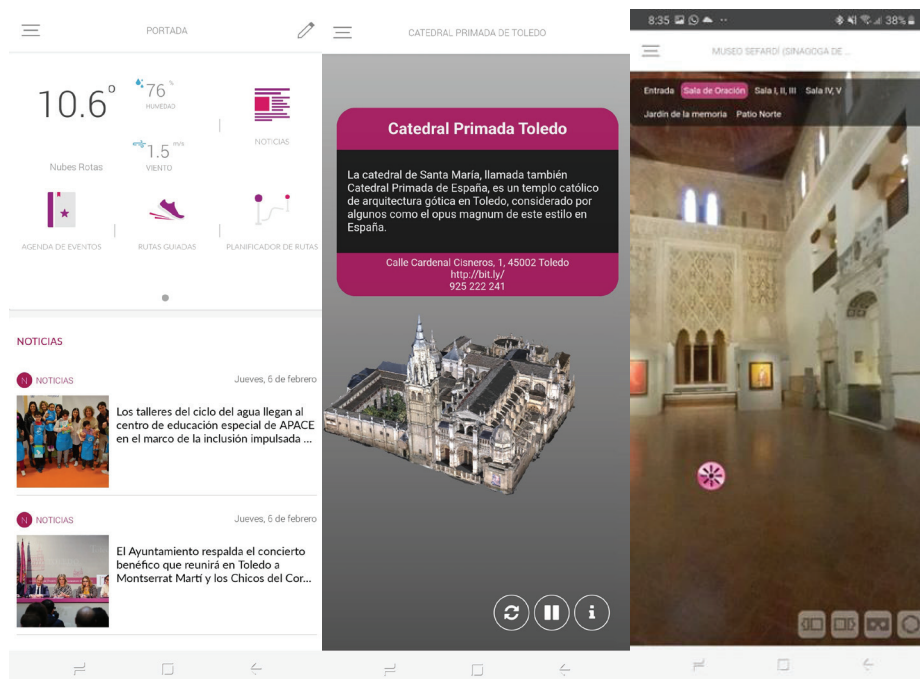 PORTADA
10.6°
76 %
HUMEDAD
1.5 m/s
VIENTO
Nubes Rotas
NOTICIAS
AGENDA DE EVENTOS
RUTAS GUIADAS
PLANIFICADOR DE RUTAS
NOTICIAS
N NOTICIAS
Jueves, 6 de febrero
Los talleres del ciclo del agua llegan al
centro de educación especial de APACE
en el marco de la inclusión impulsada ...
N NOTICIAS
Jueves, 6 de febrero
El Ayuntamiento respalda el concierto
benéfico que reunirá en Toledo a
Montserrat Martí y los Chicos del Cor...
CATEDRAL PRIMADA DE TOLEDO
Catedral Primada Toledo
La catedral de Santa María, llamada también
Catedral Primada de España, es un templo católico
de arquitectura gótica en Toledo, considerado por
algunos como el opus magnum de este estilo en
España.
Calle Cardenal Cisneros, 1, 45002 Toledo
http://bit.ly/
925 222 241
i
8:35
38%
MUSEO SEFARDÍ (SINAGOGA DE ...
Entrada Sala de Oración Sala I, II, III Sala IV, V
Jardín de la memoria Patio Norte